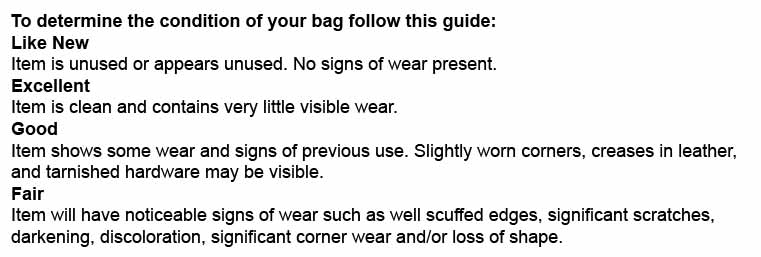 To determine the condition of your bag follow this guide:
Like New
Item is unused or appears unused. No signs of wear present.
Excellent
Item is clean and contains very little visible wear.
Good
Item shows some wear and signs of previous use. Slightly worn corners, creases in leather,
and tarnished hardware may be visible.
Fair
Item will have noticeable signs of wear such as well scuffed edges, significant scratches,
darkening, discoloration, significant corner wear and/or loss of shape.